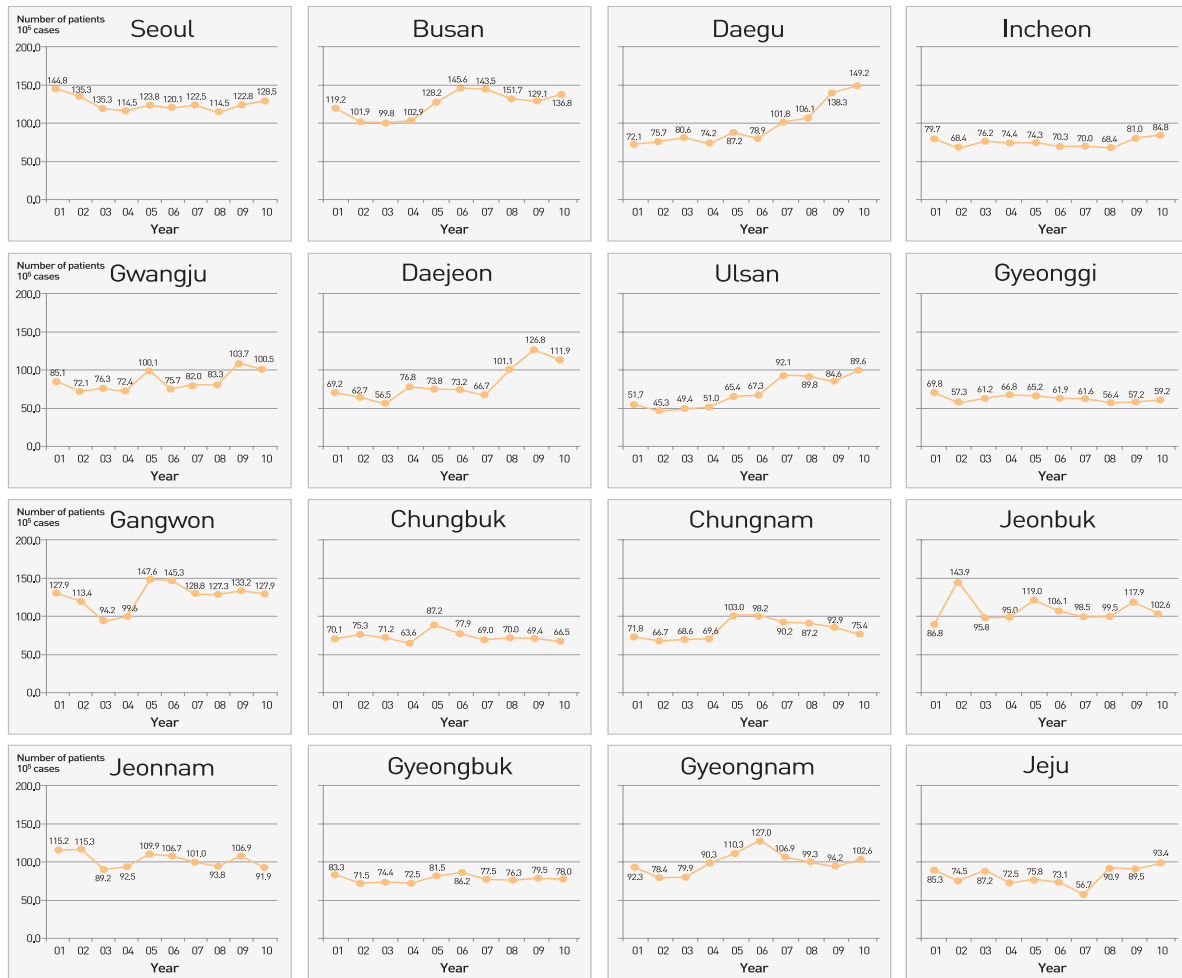 Number of patients
10⁵ cases
Seoul
200.0
150.0
100.0
50.0
0.0
144.8 135.3 135.3 114.5 123.8 120.1 122.5 114.5 122.8 128.5
01 02 03 04 05 06 07 08 09 10
Year
Busan
119.2 101.9 99.8 102.9 128.2 145.6 143.5 151.7 129.1 136.8
01 02 03 04 05 06 07 08 09 10
Year
Daegu
72.1 75.7 80.6 74.2 87.2 78.9 101.8 106.1 138.3 149.2
01 02 03 04 05 06 07 08 09 10
Year
Incheon
79.7 68.4 76.2 74.4 74.3 70.3 70.0 68.4 81.0 84.8
01 02 03 04 05 06 07 08 09 10
Year
Number of patients
10⁵ cases
Gwangju
200.0
150.0
100.0
50.0
0.0
85.1 72.1 76.3 72.4 100.1 75.7 82.0 83.3 103.7 100.5
01 02 03 04 05 06 07 08 09 10
Year
Daejeon
69.2 62.7 56.5 76.8 73.8 73.2 66.7 101.1 126.8 111.9
01 02 03 04 05 06 07 08 09 10
Year
Ulsan
51.7 45.3 49.4 51.0 65.4 67.3 92.1 89.8 84.6 89.6
01 02 03 04 05 06 07 08 09 10
Year
Gyeonggi
69.8 57.3 61.2 66.8 65.2 61.9 61.6 56.4 57.2 59.2
01 02 03 04 05 06 07 08 09 10
Year
Number of patients
10⁵ cases
Gangwon
200.0
150.0
100.0
50.0
0.0
127.9 113.4 94.2 99.6 147.6 145.3 128.8 127.3 133.2 127.9
01 02 03 04 05 06 07 08 09 10
Year
Chungbuk
70.1 75.3 71.2 63.6 87.2 77.9 69.0 70.0 69.4 66.5
01 02 03 04 05 06 07 08 09 10
Year
Chungnam
71.8 66.7 68.6 69.6 103.0 98.2 90.2 87.2 92.9 75.4
01 02 03 04 05 06 07 08 09 10
Year
Jeonbuk
86.8 143.9 95.8 95.0 119.0 106.1 98.5 99.5 117.9 102.6
01 02 03 04 05 06 07 08 09 10
Year
Number of patients
10⁵ cases
Jeonnam
200.0
150.0
100.0
50.0
0.0
115.2 115.3 89.2 92.5 109.9 106.7 101.0 93.8 106.9 91.9
01 02 03 04 05 06 07 08 09 10
Year
Gyeongbuk
83.3 71.5 74.4 72.5 81.5 86.2 77.5 76.3 79.5 78.0
01 02 03 04 05 06 07 08 09 10
Year
Gyeongnam
92.3 78.4 79.9 90.3 110.3 127.0 106.9 99.3 94.2 102.6
01 02 03 04 05 06 07 08 09 10
Year
Jeju
85.3 74.5 87.2 72.5 75.8 73.1 56.7 90.9 89.5 93.4
01 02 03 04 05 06 07 08 09 10
Year